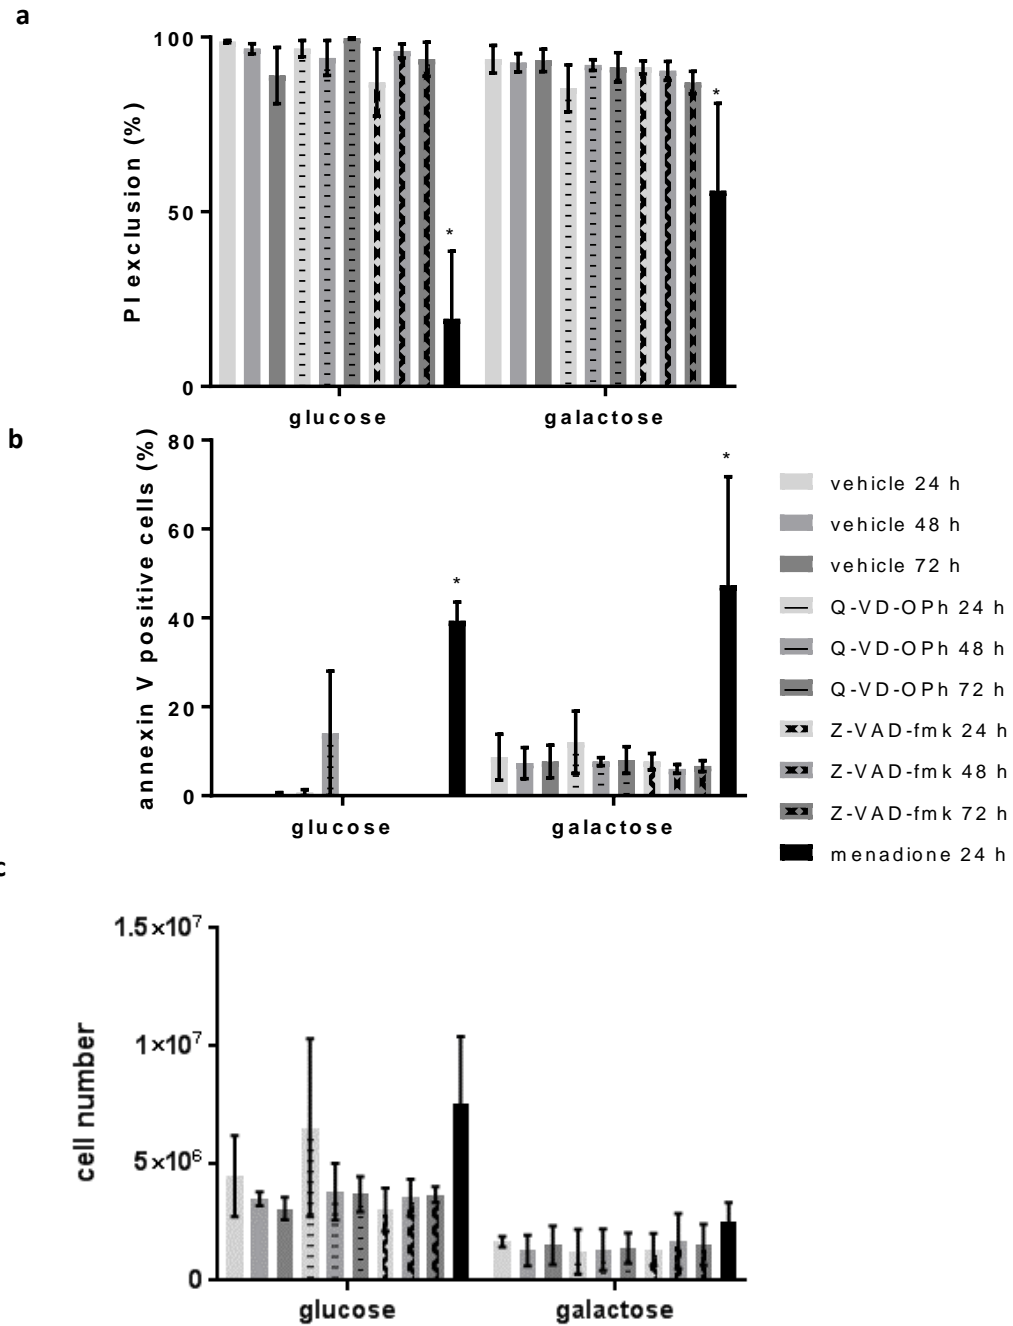 a
PI exclusion (%)
100
50
0
*
*
glucose
galactose
b
annexin V positive cells (%)
80
60
40
20
0
*
*
glucose
galactose
vehicle 24 h
vehicle 48 h
vehicle 72 h
Q-VD-OPh 24 h
Q-VD-OPh 48 h
Q-VD-OPh 72 h
Z-VAD-fmk 24 h
Z-VAD-fmk 48 h
Z-VAD-fmk 72 h
menadione 24 h
c
cell number
1.5×10⁷
1×10⁷
5×10⁶
0
glucose
galactose